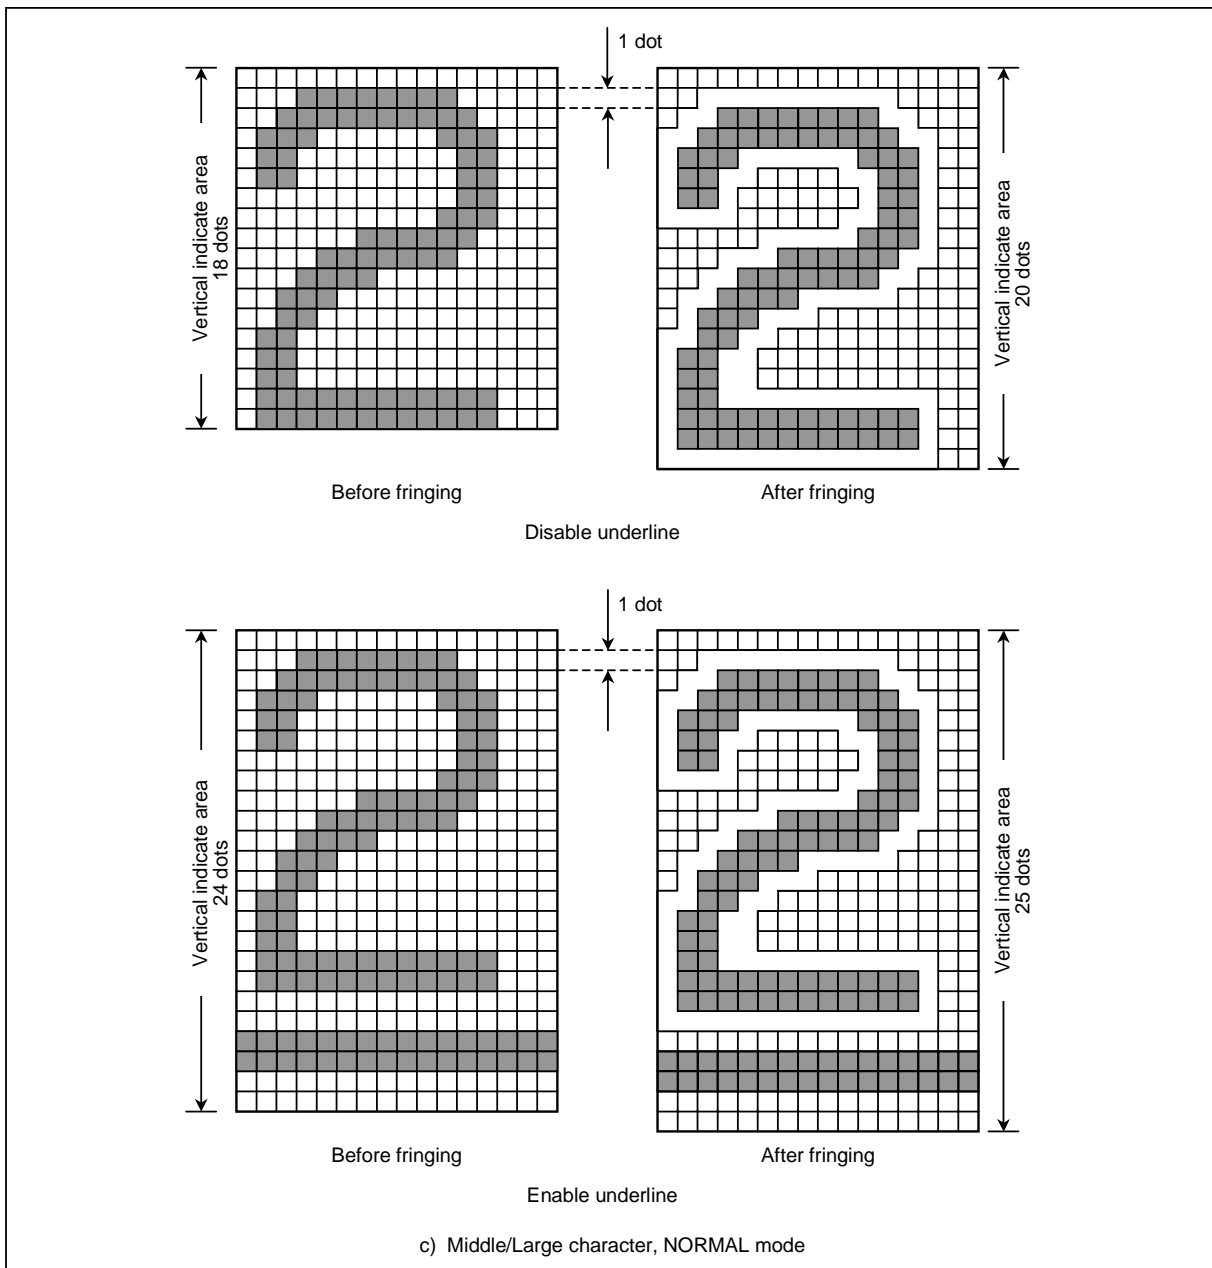 1 dot
Vertical indicate area
18 dots
Vertical indicate area
20 dots
Before fringing
After fringing
Disable underline
1 dot
Vertical indicate area
24 dots
Vertical indicate area
25 dots
Before fringing
After fringing
Enable underline
c) Middle/Large character, NORMAL mode